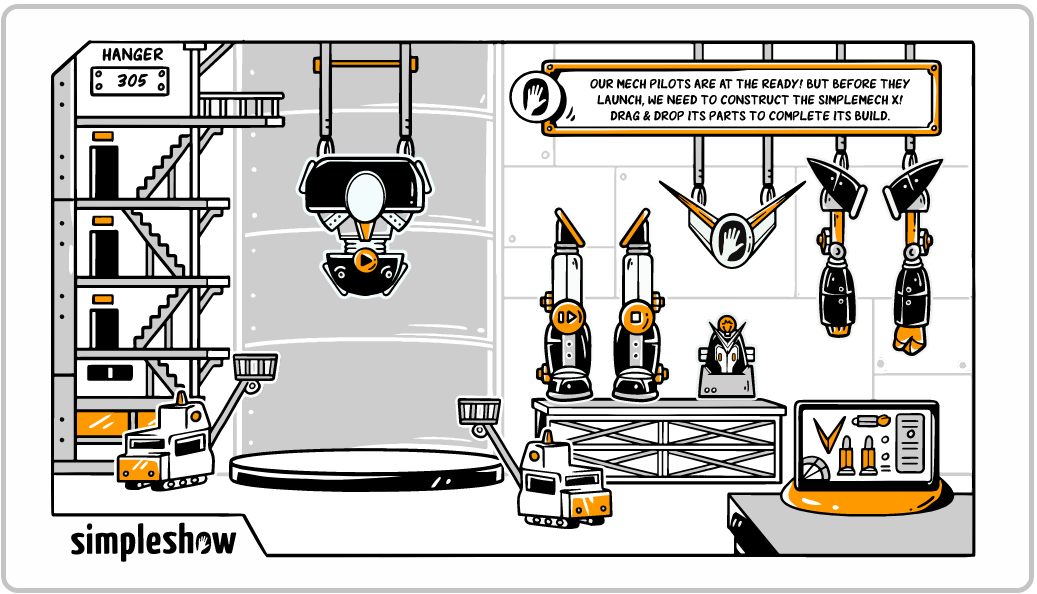 HANGER
305
OUR MECH PILOTS ARE AT THE READY! BUT BEFORE THEY
LAUNCH, WE NEED TO CONSTRUCT THE SIMPLEMECH X!
DRAG & DROP ITS PARTS TO COMPLETE ITS BUILD.
simpleshow